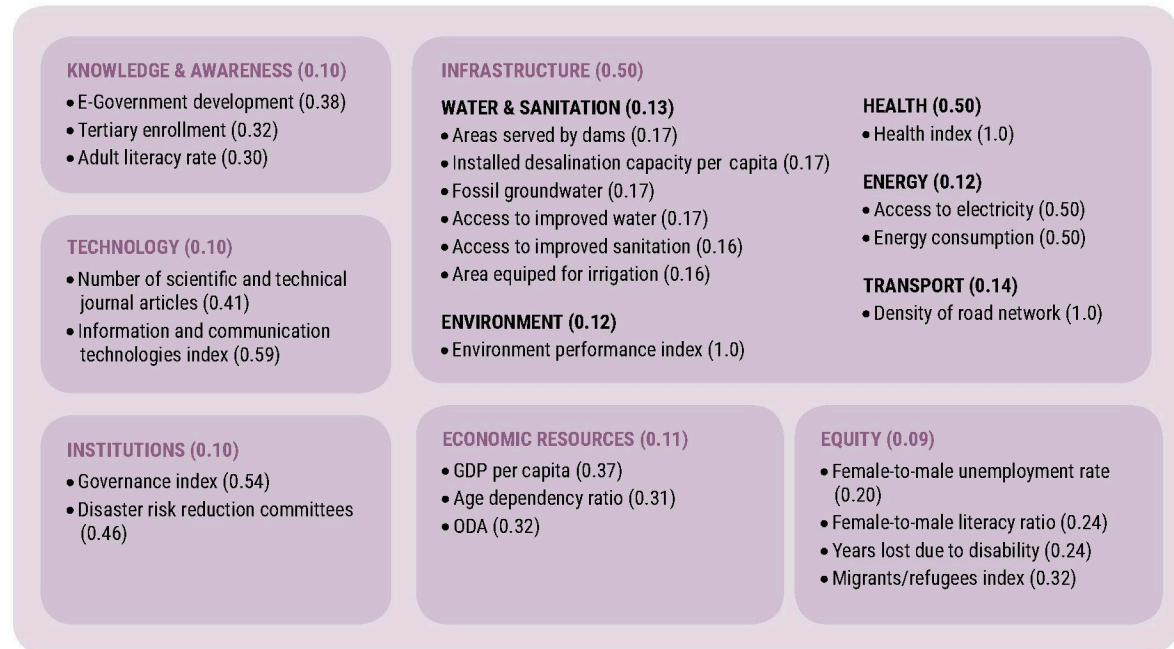 KNOWLEDGE & AWARENESS (0.10)
• E-Government development (0.38)
• Tertiary enrollment (0.32)
• Adult literacy rate (0.30)
TECHNOLOGY (0.10)
• Number of scientific and technical
journal articles (0.41)
• Information and communication
technologies index (0.59)
INSTITUTIONS (0.10)
• Governance index (0.54)
• Disaster risk reduction committees
(0.46)
INFRASTRUCTURE (0.50)
WATER & SANITATION (0.13)
• Areas served by dams (0.17)
• Installed desalination capacity per capita (0.17)
• Fossil groundwater (0.17)
• Access to improved water (0.17)
• Access to improved sanitation (0.16)
• Area equiped for irrigation (0.16)
ENVIRONMENT (0.12)
• Environment performance index (1.0)
HEALTH (0.50)
• Health index (1.0)
ENERGY (0.12)
• Access to electricity (0.50)
• Energy consumption (0.50)
TRANSPORT (0.14)
• Density of road network (1.0)
ECONOMIC RESOURCES (0.11)
• GDP per capita (0.37)
• Age dependency ratio (0.31)
• ODA (0.32)
EQUITY (0.09)
• Female-to-male unemployment rate
(0.20)
• Female-to-male literacy ratio (0.24)
• Years lost due to disability (0.24)
• Migrants/refugees index (0.32)